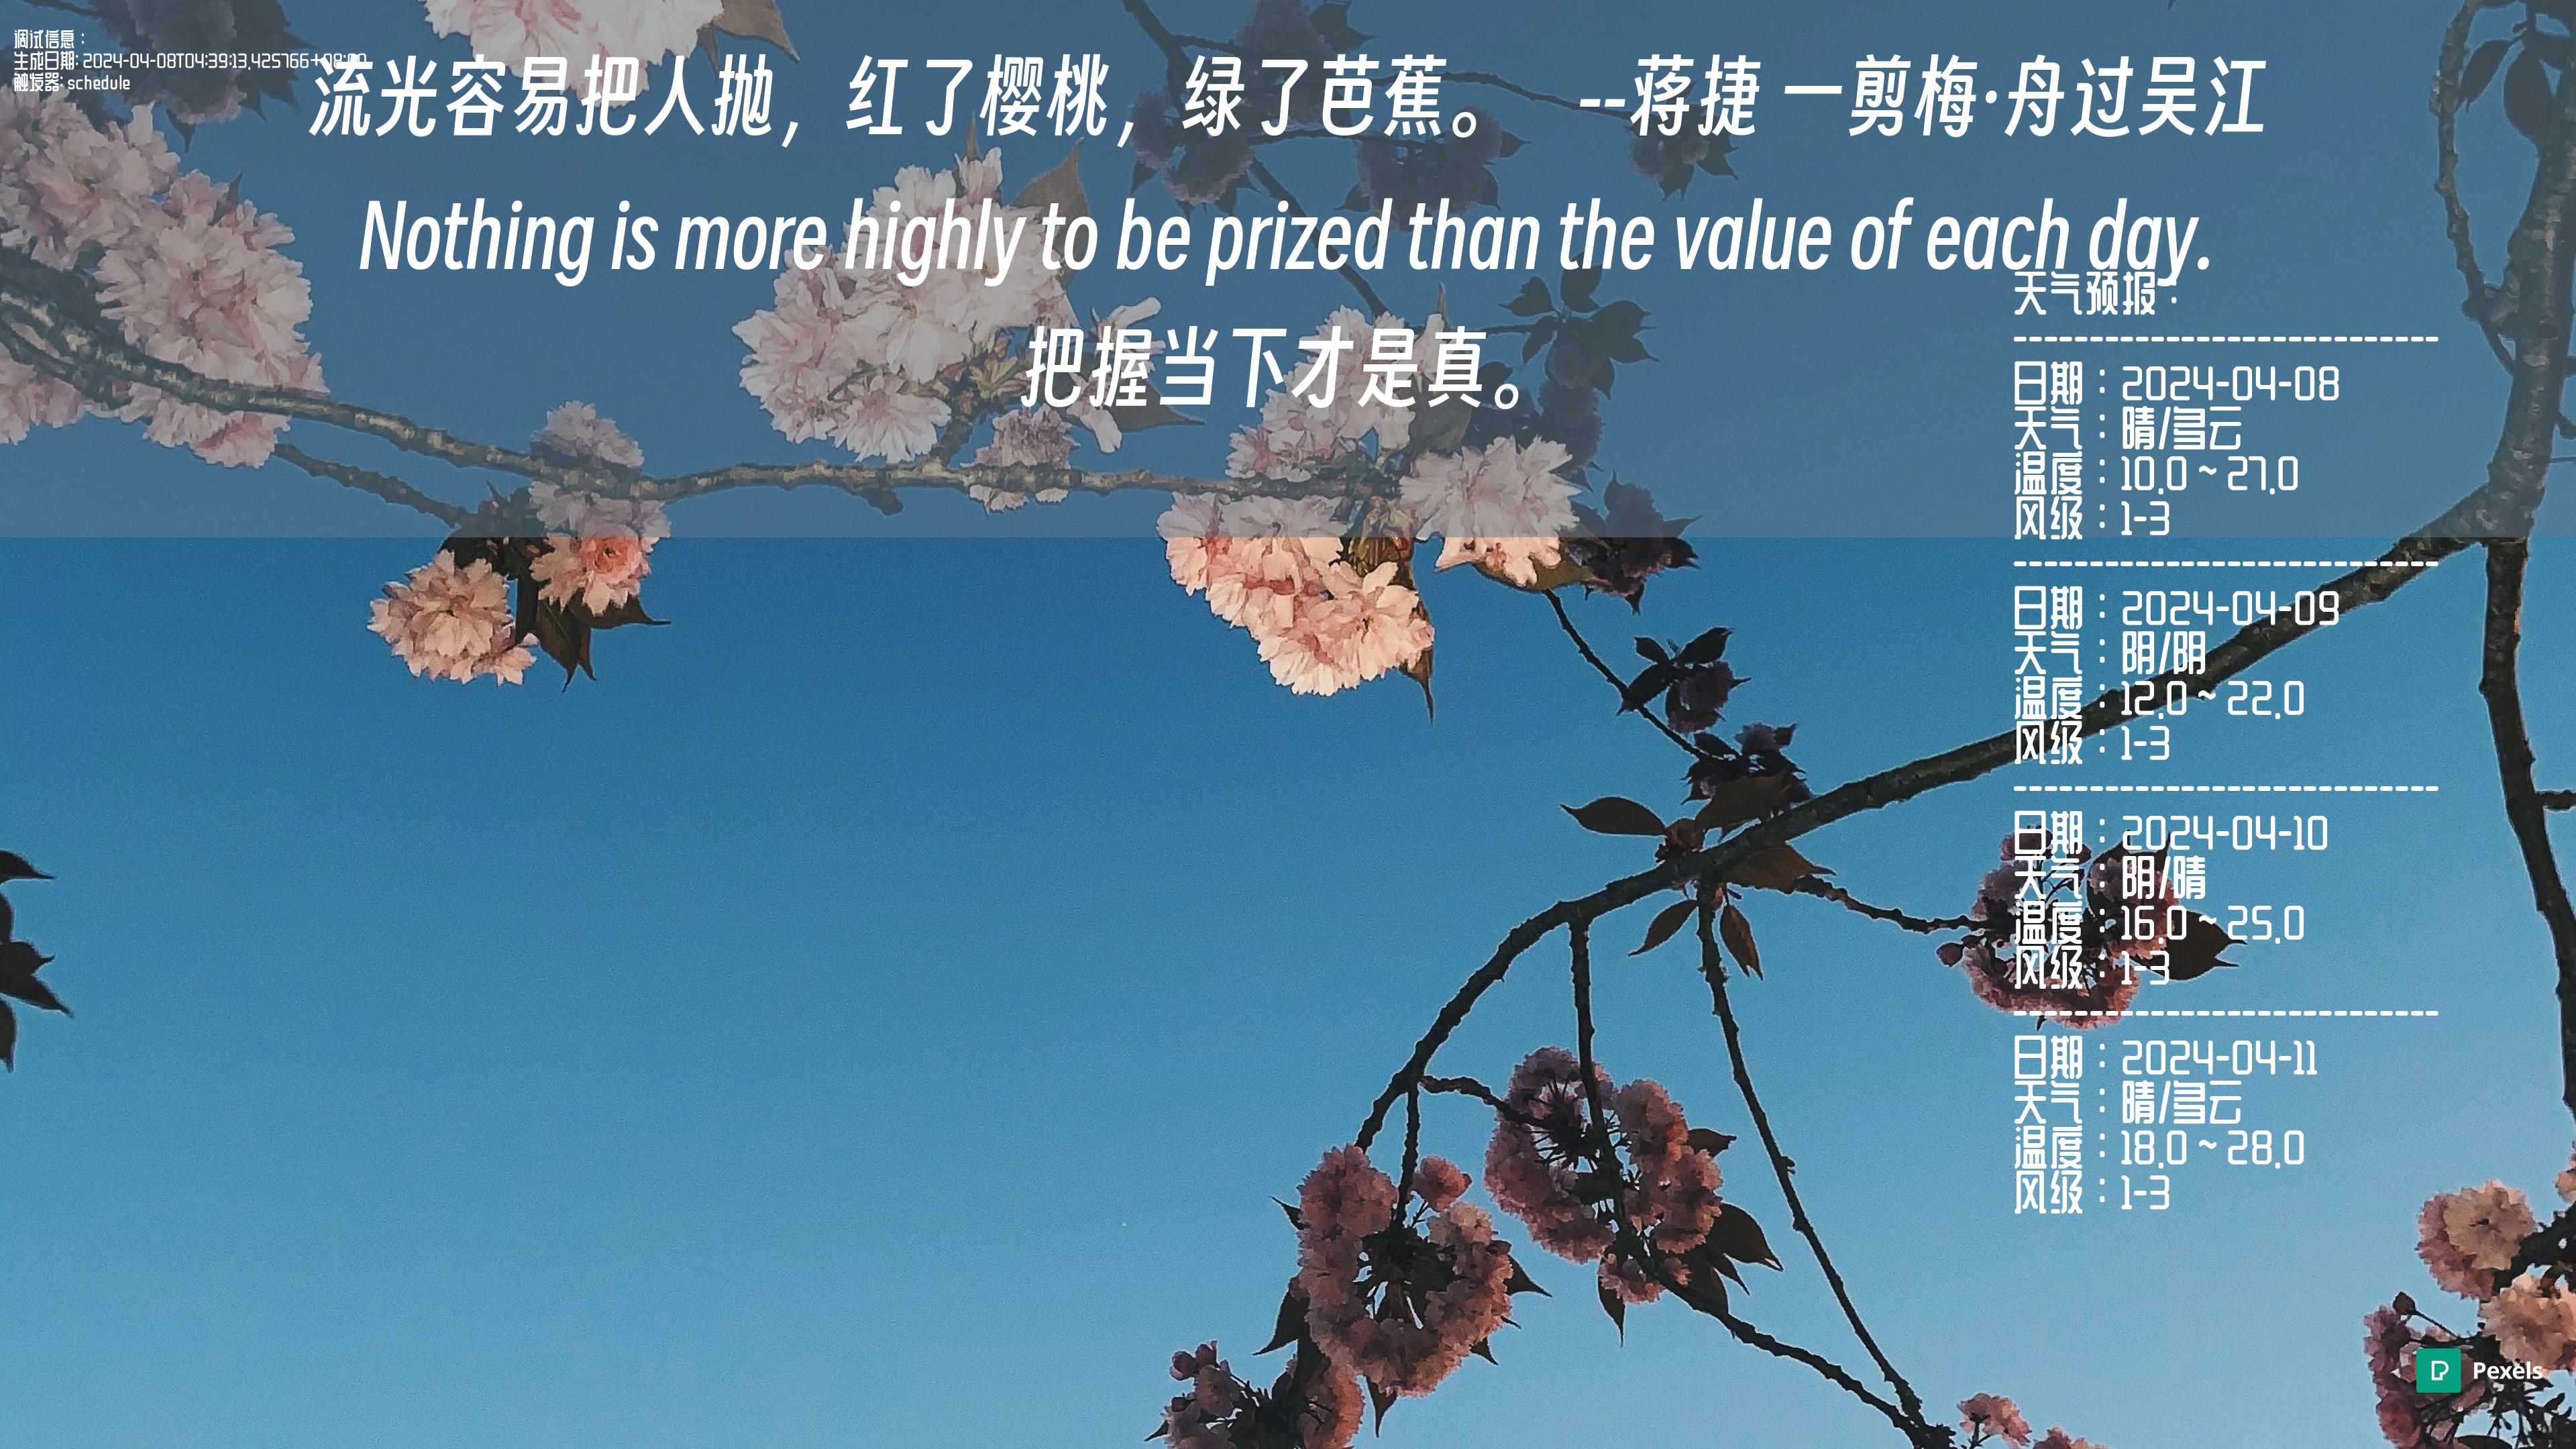 调试信息：
生成日期: 2024-04-08T04:39:13.425766+08:00
触发器: schedule
流光容易把人抛，红了樱桃，绿了芭蕉。 --蒋捷 一剪梅·舟过吴江
Nothing is more highly to be prized than the value of each day.
把握当下才是真。
天气预报：
----------------------------
日期：2024-04-08
天气：晴/多云
温度：10.0 ~ 27.0
风级：1-3
----------------------------
日期：2024-04-09
天气：阴/阴
温度：12.0 ~ 22.0
风级：1-3
----------------------------
日期：2024-04-10
天气：阴/晴
温度：16.0 ~ 25.0
风级：1-3
----------------------------
日期：2024-04-11
天气：晴/多云
温度：18.0 ~ 28.0
风级：1-3
Pexels